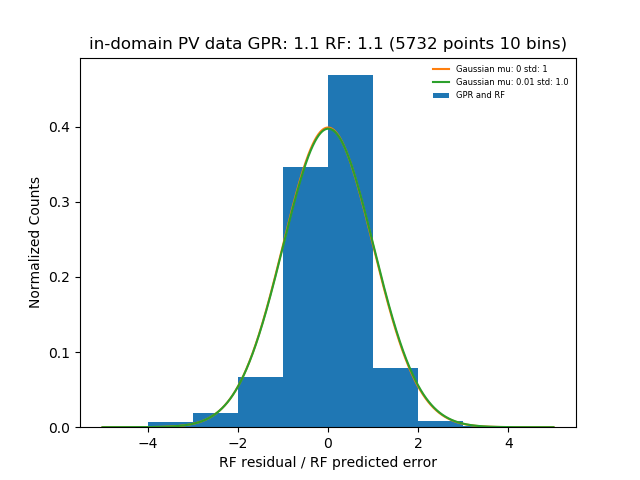 in-domain PV data GPR: 1.1 RF: 1.1 (5732 points 10 bins)
Gaussian mu: 0 std: 1
Gaussian mu: 0.01 std: 1.0
GPR and RF
Normalized Counts
0.4
0.3
0.2
0.1
0.0
−4 −2 0 2 4
RF residual / RF predicted error